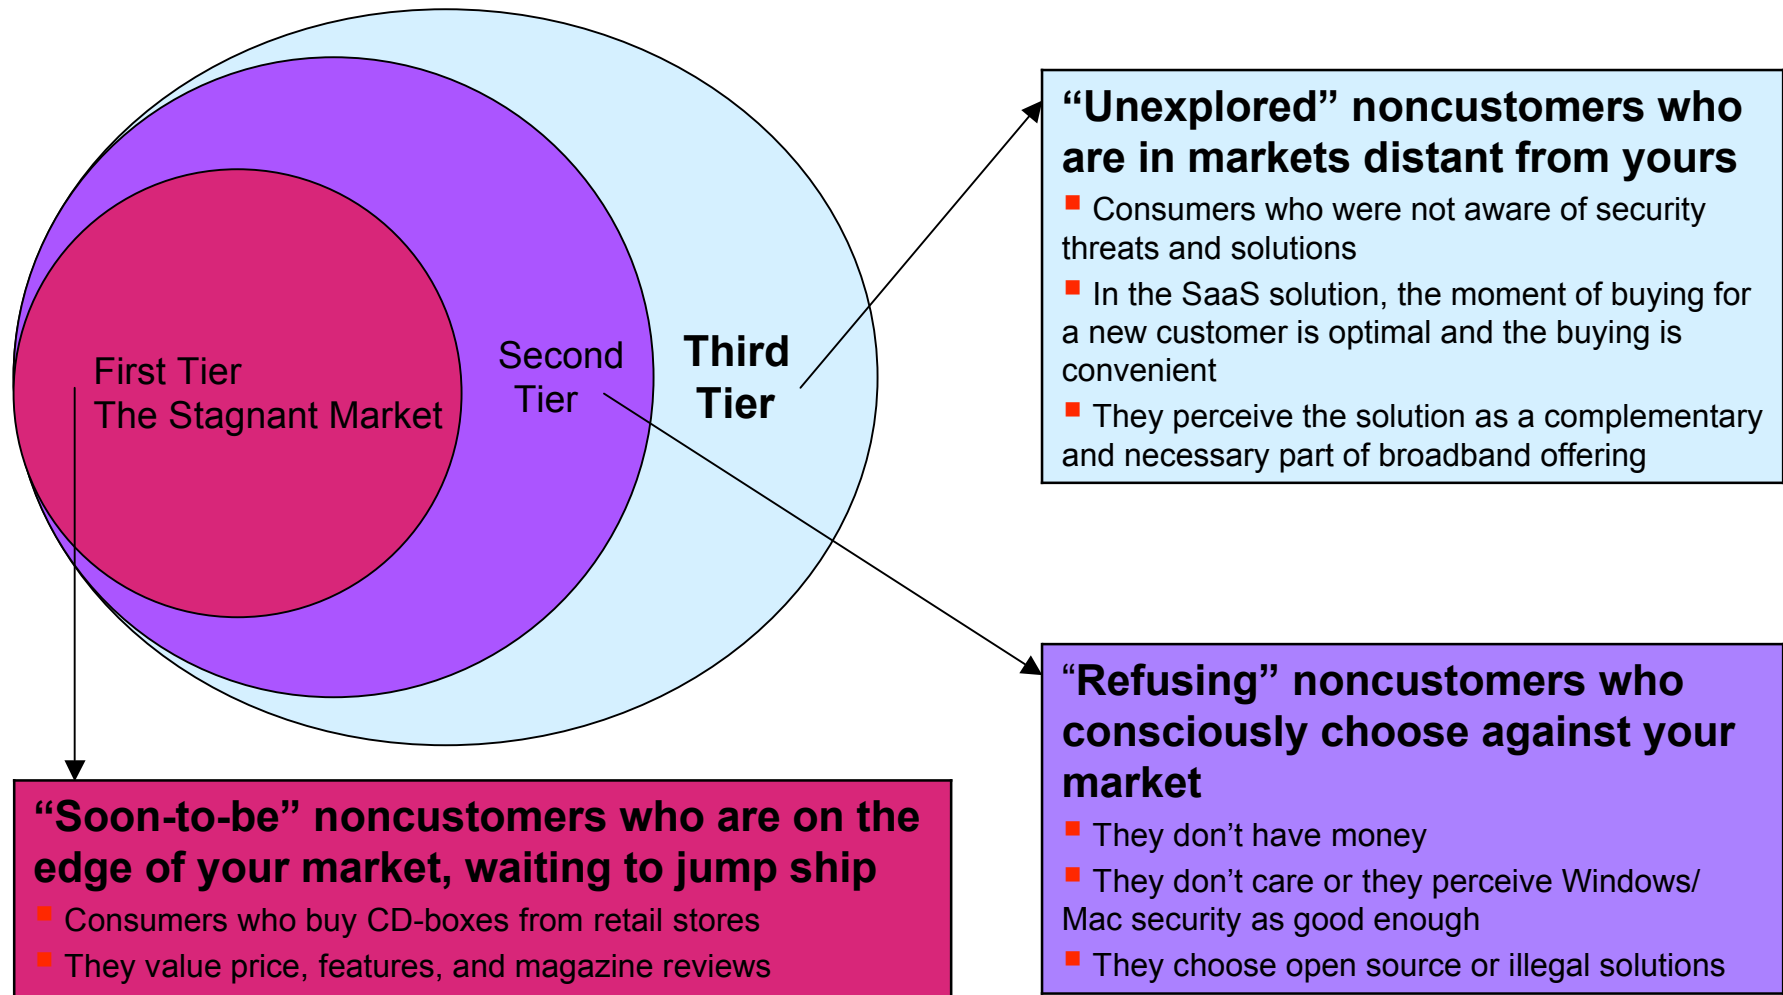 First Tier
The Stagnant Market
Second
Tier
Third
Tier
“Unexplored” noncustomers who
are in markets distant from yours
▪ Consumers who were not aware of security
threats and solutions
▪ In the SaaS solution, the moment of buying for
a new customer is optimal and the buying is
convenient
▪ They perceive the solution as a complementary
and necessary part of broadband offering
“Refusing” noncustomers who
consciously choose against your
market
▪ They don’t have money
▪ They don’t care or they perceive Windows/
Mac security as good enough
▪ They choose open source or illegal solutions
“Soon-to-be” noncustomers who are on the
edge of your market, waiting to jump ship
▪ Consumers who buy CD-boxes from retail stores
▪ They value price, features, and magazine reviews